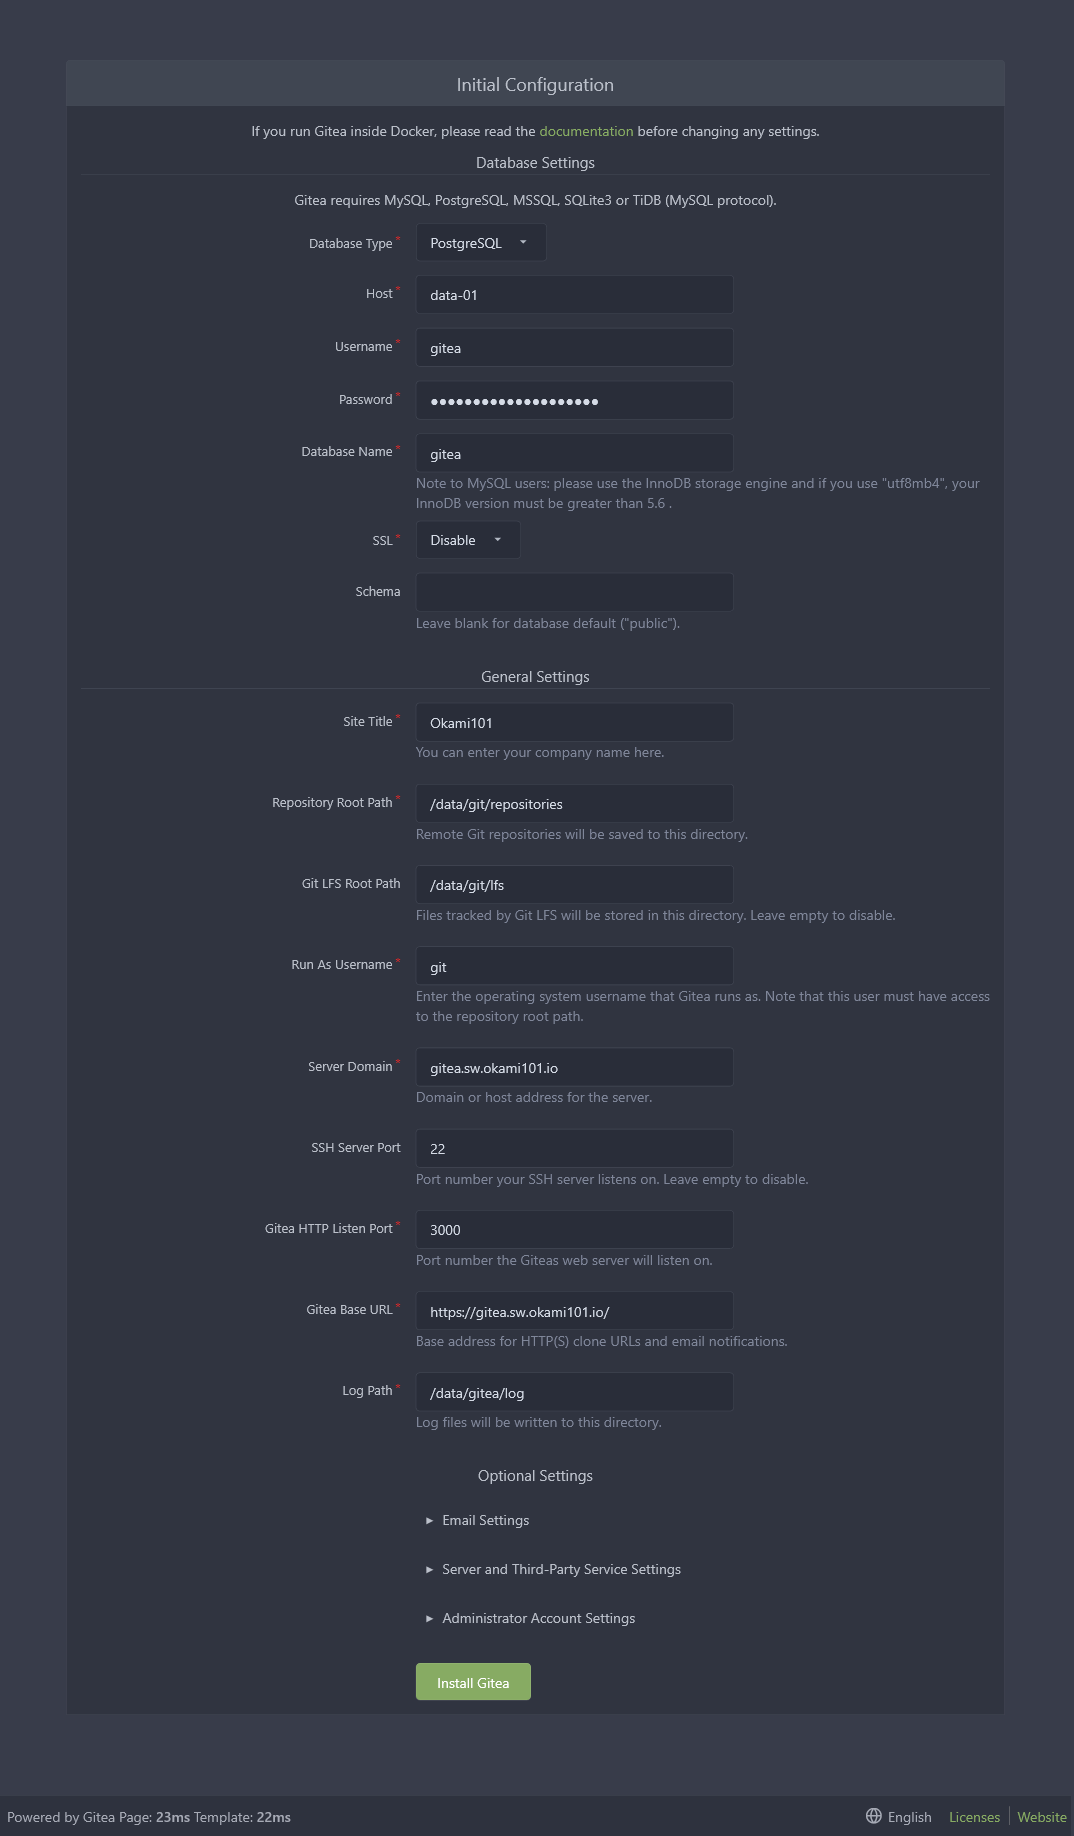 Initial Configuration
If you run Gitea inside Docker, please read the documentation before changing any settings.
Database Settings
Gitea requires MySQL, PostgreSQL, MSSQL, SQLite3 or TiDB (MySQL protocol).
Database Type* PostgreSQL
Host* data-01
Username* gitea
Password* ●●●●●●●●●●●●●●●●●●●●
Database Name* gitea
Note to MySQL users: please use the InnoDB storage engine and if you use "utf8mb4", your
InnoDB version must be greater than 5.6 .
SSL* Disable
Schema
Leave blank for database default ("public").
General Settings
Site Title* Okami101
You can enter your company name here.
Repository Root Path* /data/git/repositories
Remote Git repositories will be saved to this directory.
Git LFS Root Path /data/git/lfs
Files tracked by Git LFS will be stored in this directory. Leave empty to disable.
Run As Username* git
Enter the operating system username that Gitea runs as. Note that this user must have access
to the repository root path.
Server Domain* gitea.sw.okami101.io
Domain or host address for the server.
SSH Server Port 22
Port number your SSH server listens on. Leave empty to disable.
Gitea HTTP Listen Port* 3000
Port number the Giteas web server will listen on.
Gitea Base URL* https://gitea.sw.okami101.io/
Base address for HTTP(S) clone URLs and email notifications.
Log Path* /data/gitea/log
Log files will be written to this directory.
Optional Settings
► Email Settings
► Server and Third-Party Service Settings
► Administrator Account Settings
Install Gitea
Powered by Gitea Page: 23ms Template: 22ms English Licenses Website